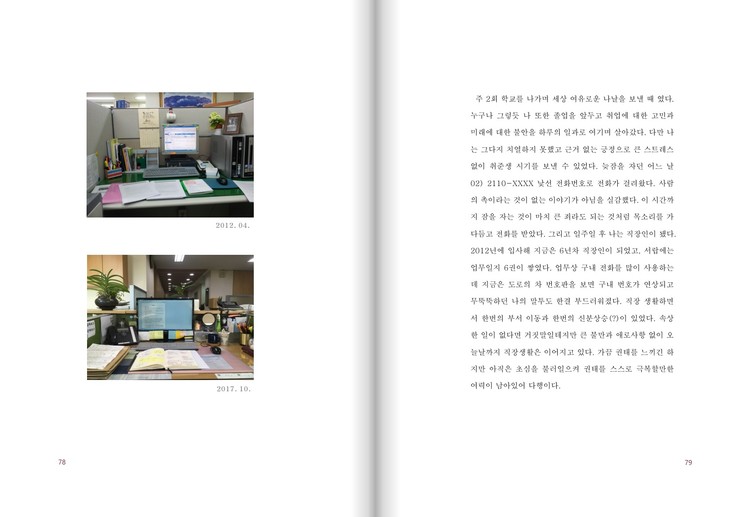 2012. 04.
2017. 10.
78
주 2회 학교를 나가며 세상 여유로운 나날을 보낼 때 였다.
누구나 그렇듯 나 또한 졸업을 앞두고 취업에 대한 고민과
미래에 대한 불안을 하루의 일과로 여기며 살아갔다. 다만 나
는 그다지 치열하지 못했고 근거 없는 긍정으로 큰 스트레스
없이 취준생 시기를 보낼 수 있었다. 늦잠을 자던 어느 날
02) 2110-XXXX 낯선 전화번호로 전화가 걸려왔다. 사람
의 촉이라는 것이 없는 이야기가 아님을 실감했다. 이 시간까
지 잠을 자는 것이 마치 큰 죄라도 되는 것처럼 목소리를 가
다듬고 전화를 받았다. 그리고 일주일 후 나는 직장인이 됐다.
2012년에 입사해 지금은 6년차 직장인이 되었고, 서랍에는
업무일지 6권이 쌓였다. 업무상 구내 전화를 많이 사용하는
데 지금은 도로의 차 번호판을 보면 구내 번호가 연상되고
무뚝뚝하던 나의 말투도 한결 부드러워졌다. 직장 생활하면
서 한번의 부서 이동과 한번의 신분상승(?)이 있었다. 속상
한 일이 없다면 거짓말일테지만 큰 불만과 애로사항 없이 오
늘날까지 직장생활은 이어지고 있다. 가끔 권태를 느끼긴 하
지만 아직은 초심을 불러일으켜 권태를 스스로 극복할만한
여력이 남아있어 다행이다.
79